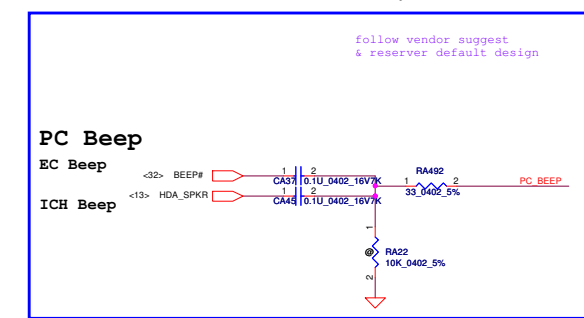 follow vendor suggest
& reserver default design
PC Beep
EC Beep
<32> BEEP#
1 2
CA37 0.1U_0402_16V7K
RA492
1 2
33_0402_5%
PC_BEEP
<13> HDA_SPKR
1 2
CA45 0.1U_0402_16V7K
ICH Beep
1
@ RA22
10K_0402_5%
2